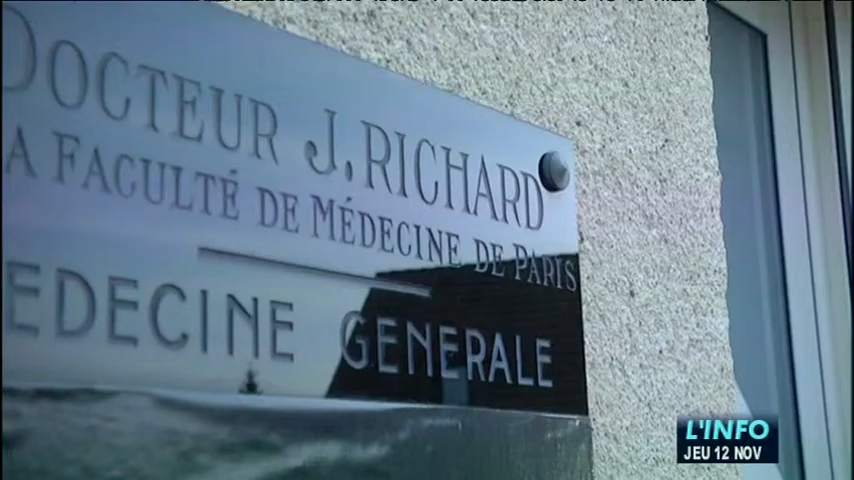 DOCTEUR J. RICHARD
A FACULTÉ DE MÉDECINE DE PARIS
EDECINE GENERALE
L'INFO
JEU 12 NOV